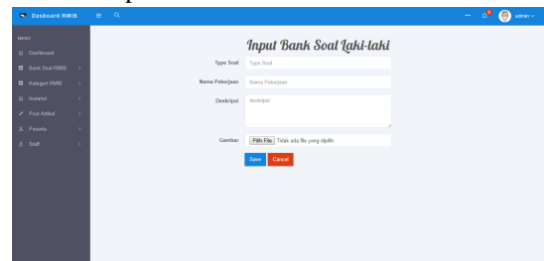 Dasboard RMIB
admin
MENU
Dashboard
Bank Soal RMIB
Kategori RMIB
Instansi
Post Artikel
Peserta
Staff
Input Bank Soal Laki-laki
Type Soal
Type Soal
Nama Pekerjaan
Nama Pekerjaan
Deskripsi
deskripsi
Gambar
Pilih File Tidak ada file yang dipilih
Save
Cancel